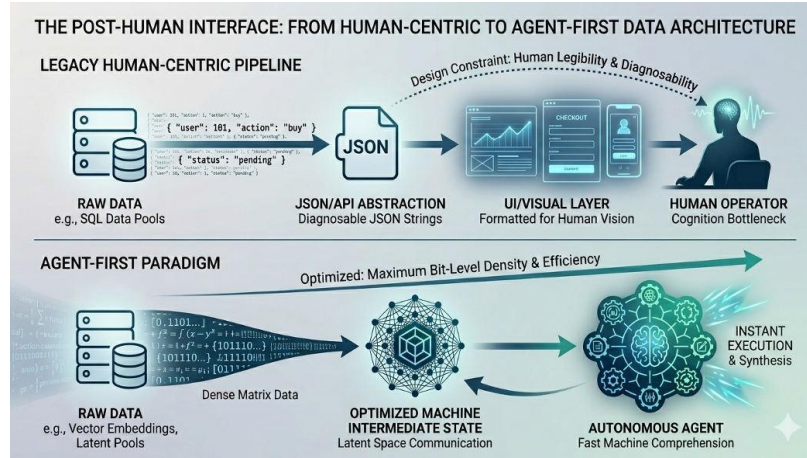 THE POST-HUMAN INTERFACE: FROM HUMAN-CENTRIC TO AGENT-FIRST DATA ARCHITECTURE
LEGACY HUMAN-CENTRIC PIPELINE
Design Constraint: Human Legibility & Diagnosability
{ "user": 101, "action": "buy" }
{ "status": "pending" }
JSON
CHECKOUT
RAW DATA
e.g., SQL Data Pools
JSON/API ABSTRACTION
Diagnosable JSON Strings
UI/VISUAL LAYER
Formatted for Human Vision
HUMAN OPERATOR
Cognition Bottleneck
AGENT-FIRST PARADIGM
Optimized: Maximum Bit-Level Density & Efficiency
Dense Matrix Data
INSTANT
EXECUTION
& Synthesis
RAW DATA
e.g., Vector Embeddings,
Latent Pools
OPTIMIZED MACHINE
INTERMEDIATE STATE
Latent Space Communication
AUTONOMOUS AGENT
Fast Machine Comprehension